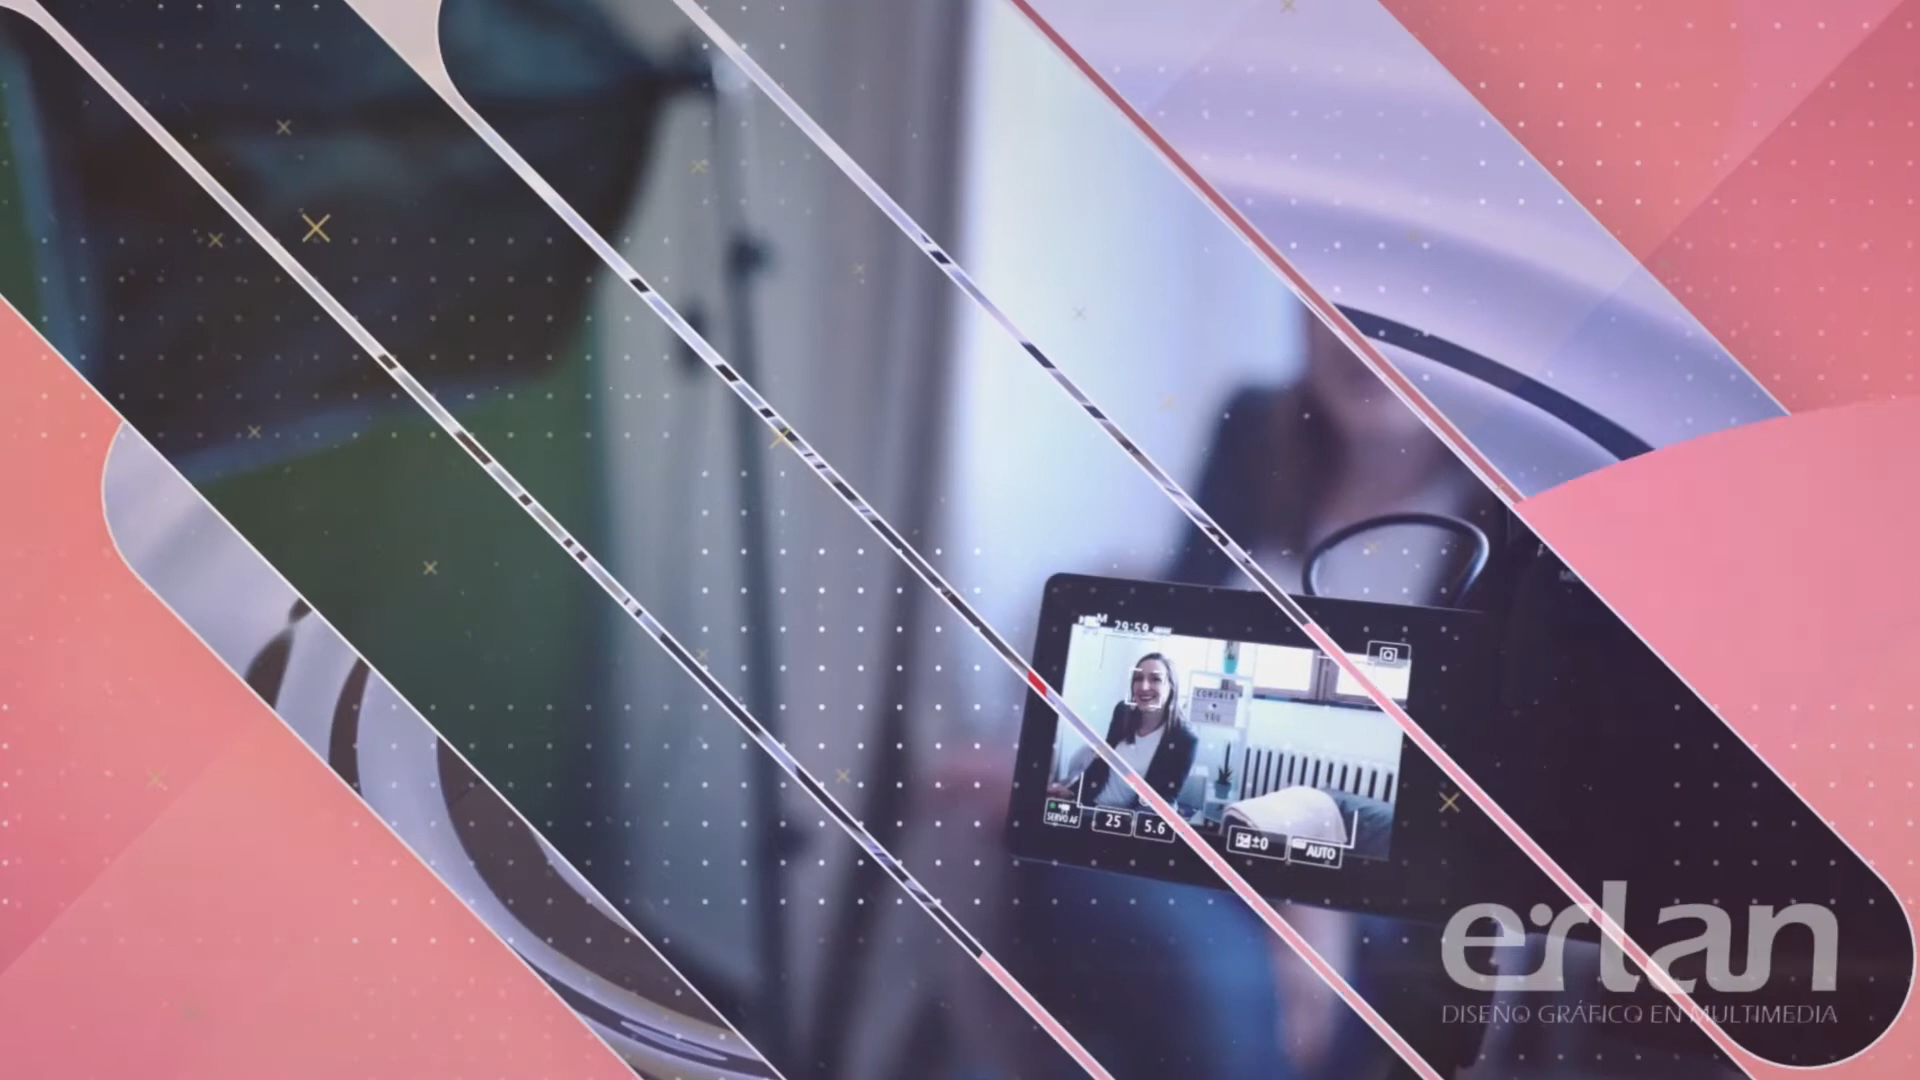 M 29:59
SERVO AF 25 5.6 ±0 AUTO
erlan
DISEÑO GRÁFICO EN MULTIMEDIA